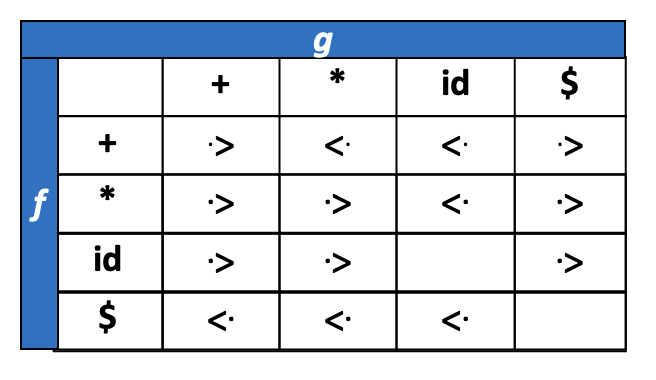 g
f
+ * id $
+ ·> <· <· ·>
* ·> ·> <· ·>
id ·> ·> ·>
$ <· <· <·